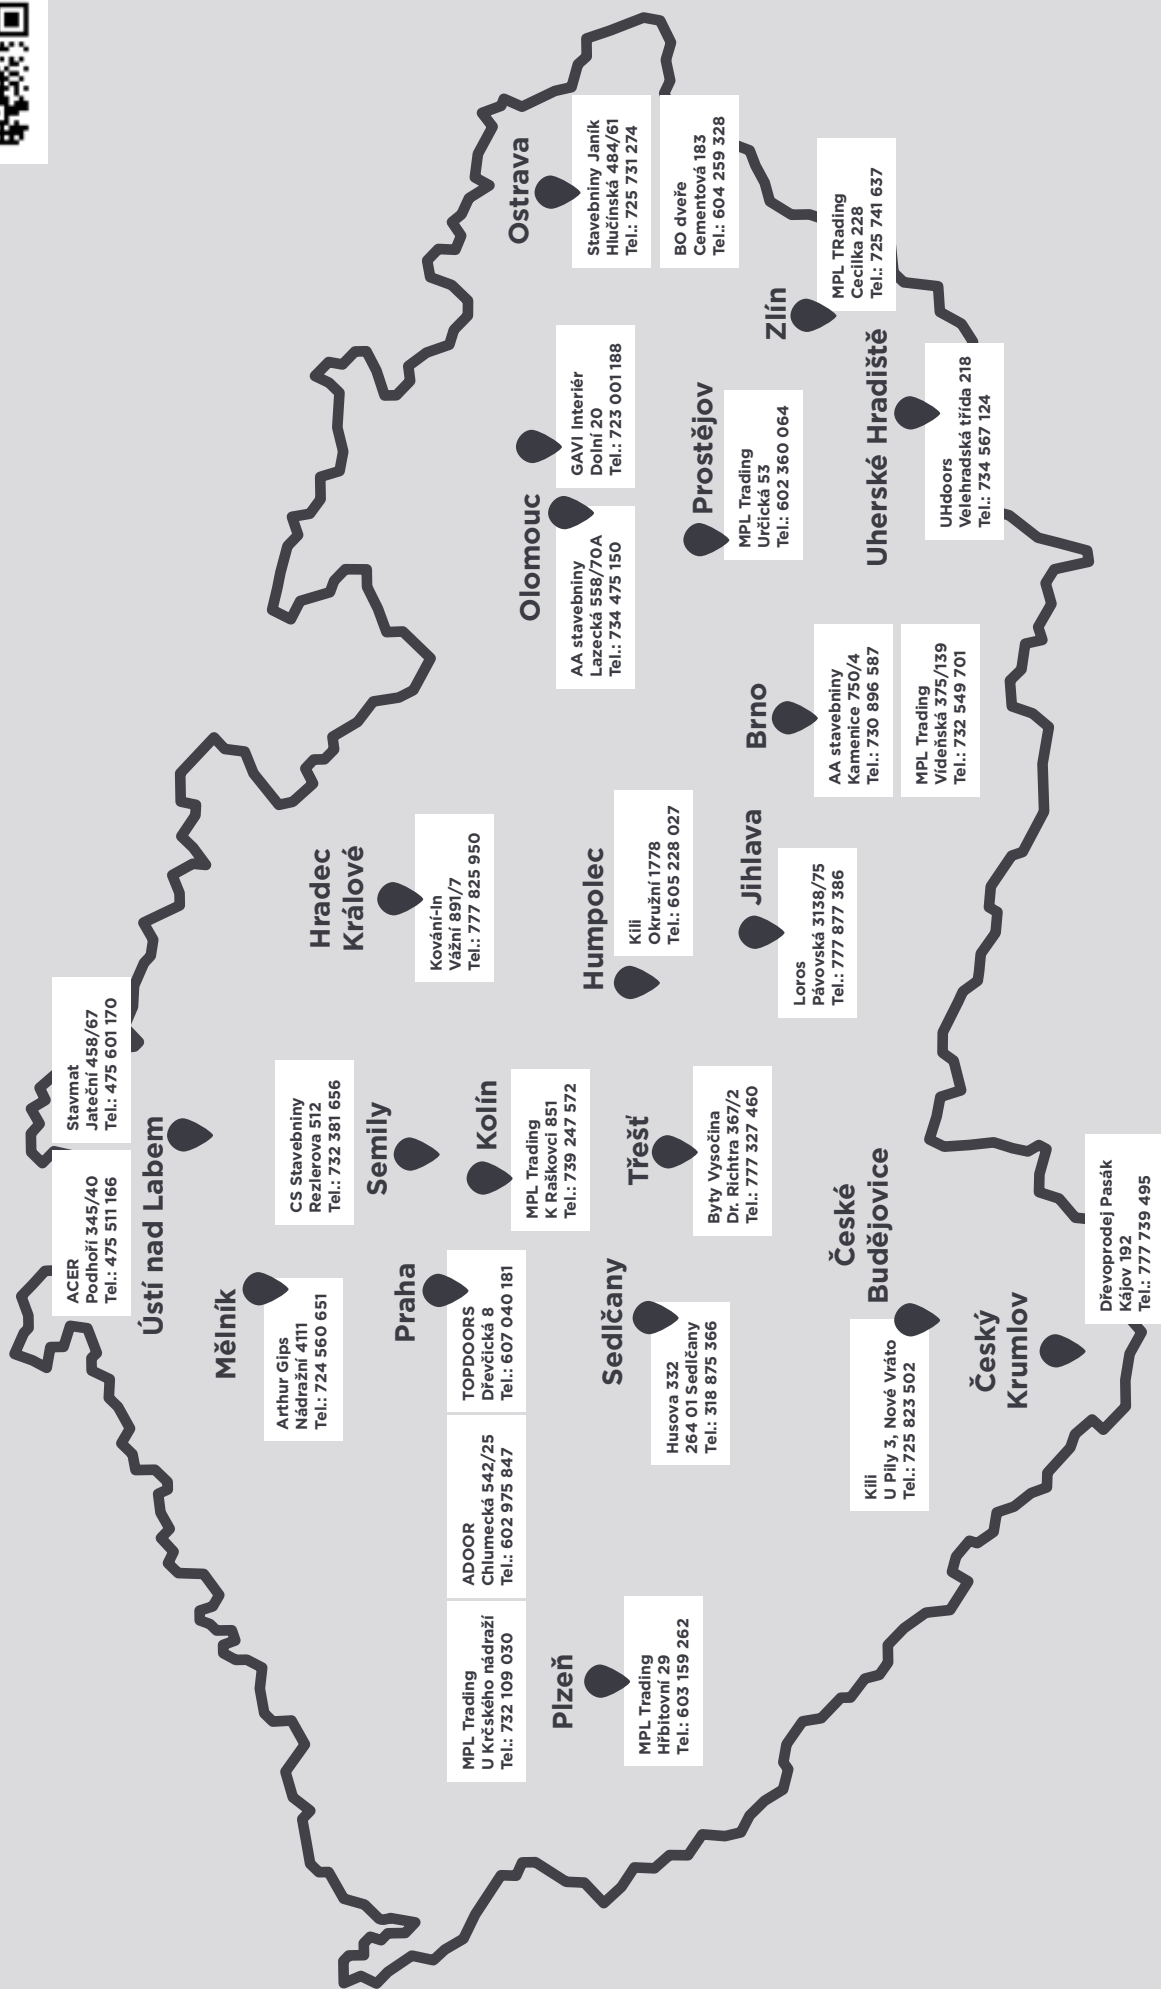 Ústí nad Labem
ACER
Podhoří 345/40
Tel.: 475 511 166
Stavmat
Jateční 458/67
Tel.: 475 601 170
Mělník
Arthur Gips
Nádražní 4111
Tel.: 724 560 651
CS Stavebniny
Rezlerova 512
Tel.: 732 381 656
Semily
Hradec
Králové
Kování-In
Vážní 891/7
Tel.: 777 825 950
Praha
MPL Trading
U Krčského nádraží
Tel.: 732 109 030
ADOOR
Chlumecká 542/25
Tel.: 602 975 847
TOPDOORS
Dřevčická 8
Tel.: 607 040 181
Kolín
MPL Trading
K Raškovci 851
Tel.: 739 247 572
Olomouc
AA stavebniny
Lazecká 558/70A
Tel.: 734 475 150
GAVI Interiér
Dolní 20
Tel.: 723 001 188
Ostrava
Stavebniny Janík
Hlučínská 484/61
Tel.: 725 731 274
BO dveře
Cementová 183
Tel.: 604 259 328
Plzeň
MPL Trading
Hřbitovní 29
Tel.: 603 159 262
Sedlčany
Husova 332
264 01 Sedlčany
Tel.: 318 875 366
Třešť
Byty Vysočina
Dr. Richtra 367/2
Tel.: 777 327 460
Humpolec
Kili
Okružní 1778
Tel.: 605 228 027
Jihlava
Loros
Pávovská 3138/75
Tel.: 777 877 386
Brno
AA stavebniny
Kamenice 750/4
Tel.: 730 896 587
MPL Trading
Vídeňská 375/139
Tel.: 732 549 701
Prostějov
MPL Trading
Určická 53
Tel.: 602 360 064
Zlín
MPL TRading
Cecilka 228
Tel.: 725 741 637
Uherské Hradiště
UHdoors
Velehradská třída 218
Tel.: 734 567 124
České
Budějovice
Kili
U Pily 3, Nové Vráto
Tel.: 725 823 502
Český
Krumlov
Dřevoprodej Pasák
Kájov 192
Tel.: 777 739 495